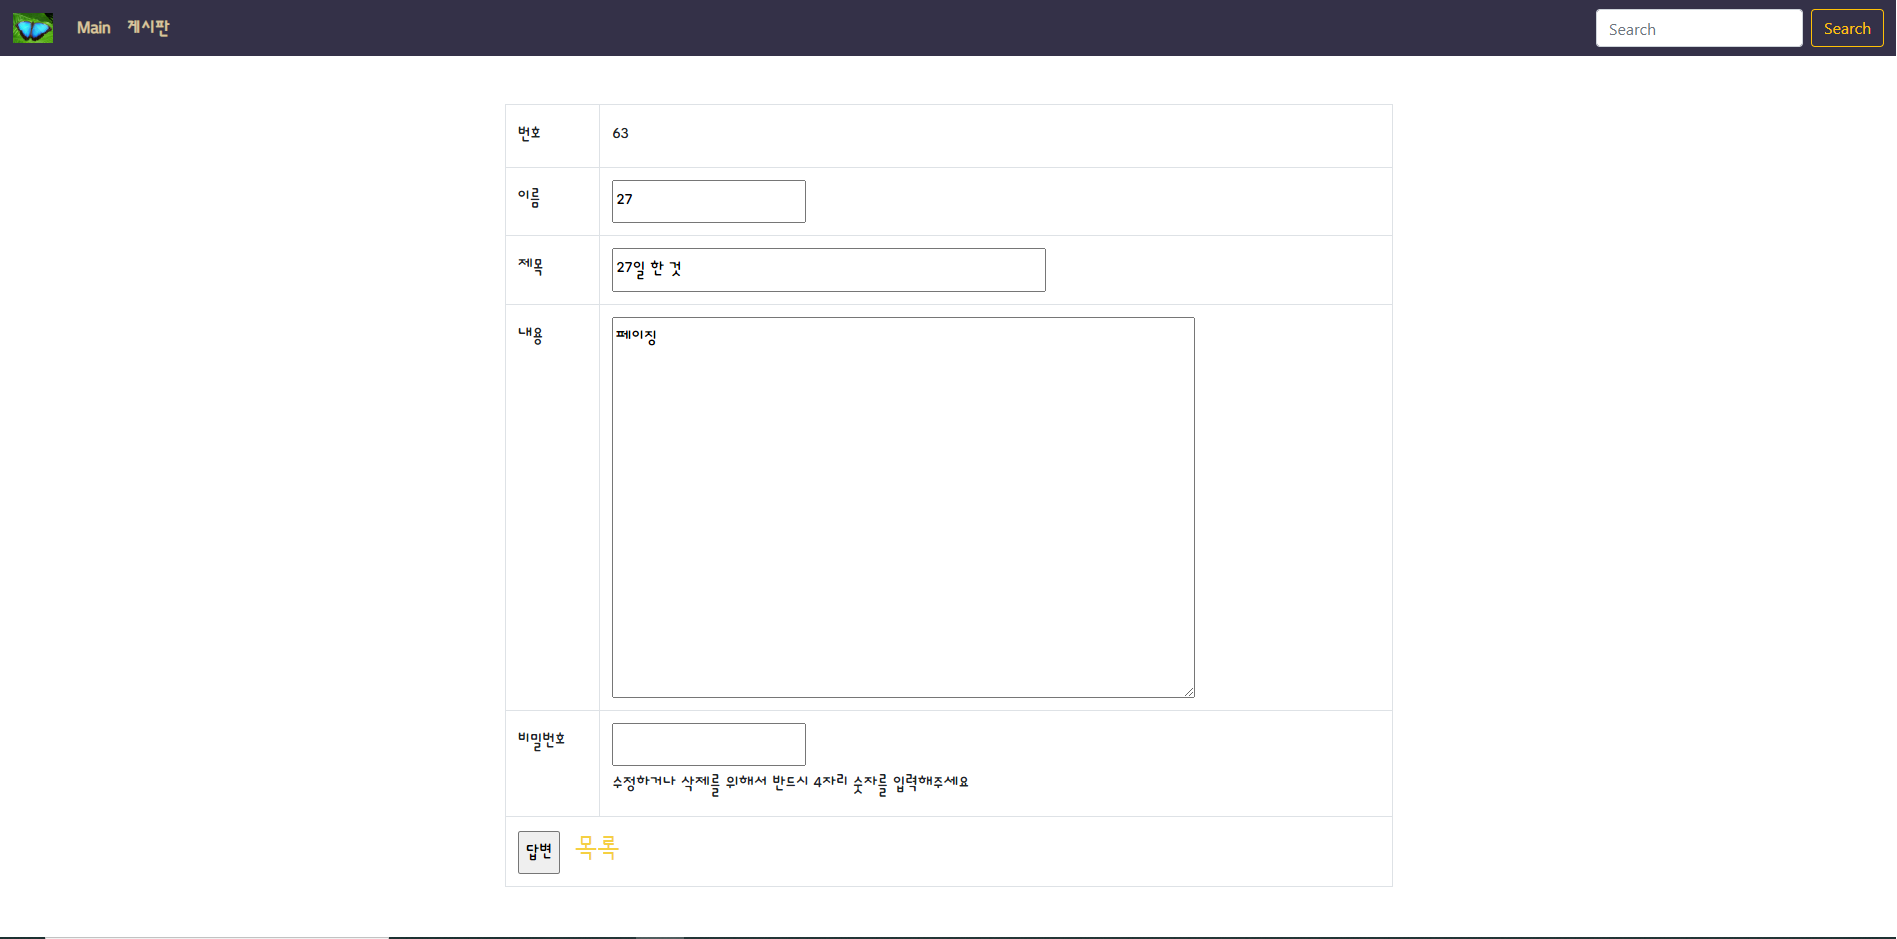 Main 게시판 Search Search
번호 63
이름 27
제목 27일 한 것
내용 페이징
비밀번호
수정하거나 삭제를 위해서 반드시 4자리 숫자를 입력해주세요
답변 목록